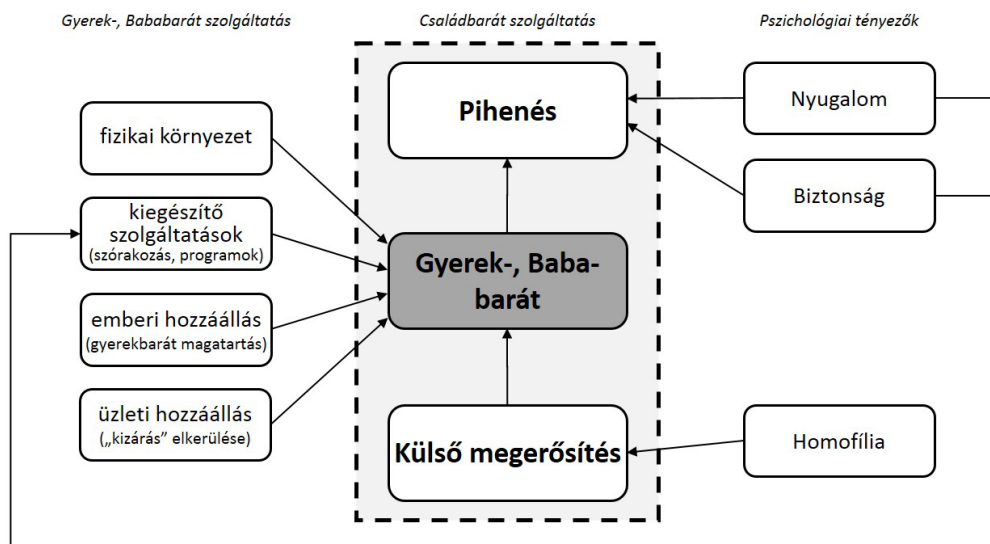 Gyerek-, Bababarát szolgáltatás
Családbarát szolgáltatás
Pszichológiai tényezők
fizikai környezet
kiegészítő
szolgáltatások
(szórakozás, programok)
emberi hozzáállás
(gyerekbarát magatartás)
üzleti hozzáállás
(„kizárás” elkerülése)
Pihenés
Gyerek-, Baba-
barát
Külső megerősítés
Nyugalom
Biztonság
Homofília